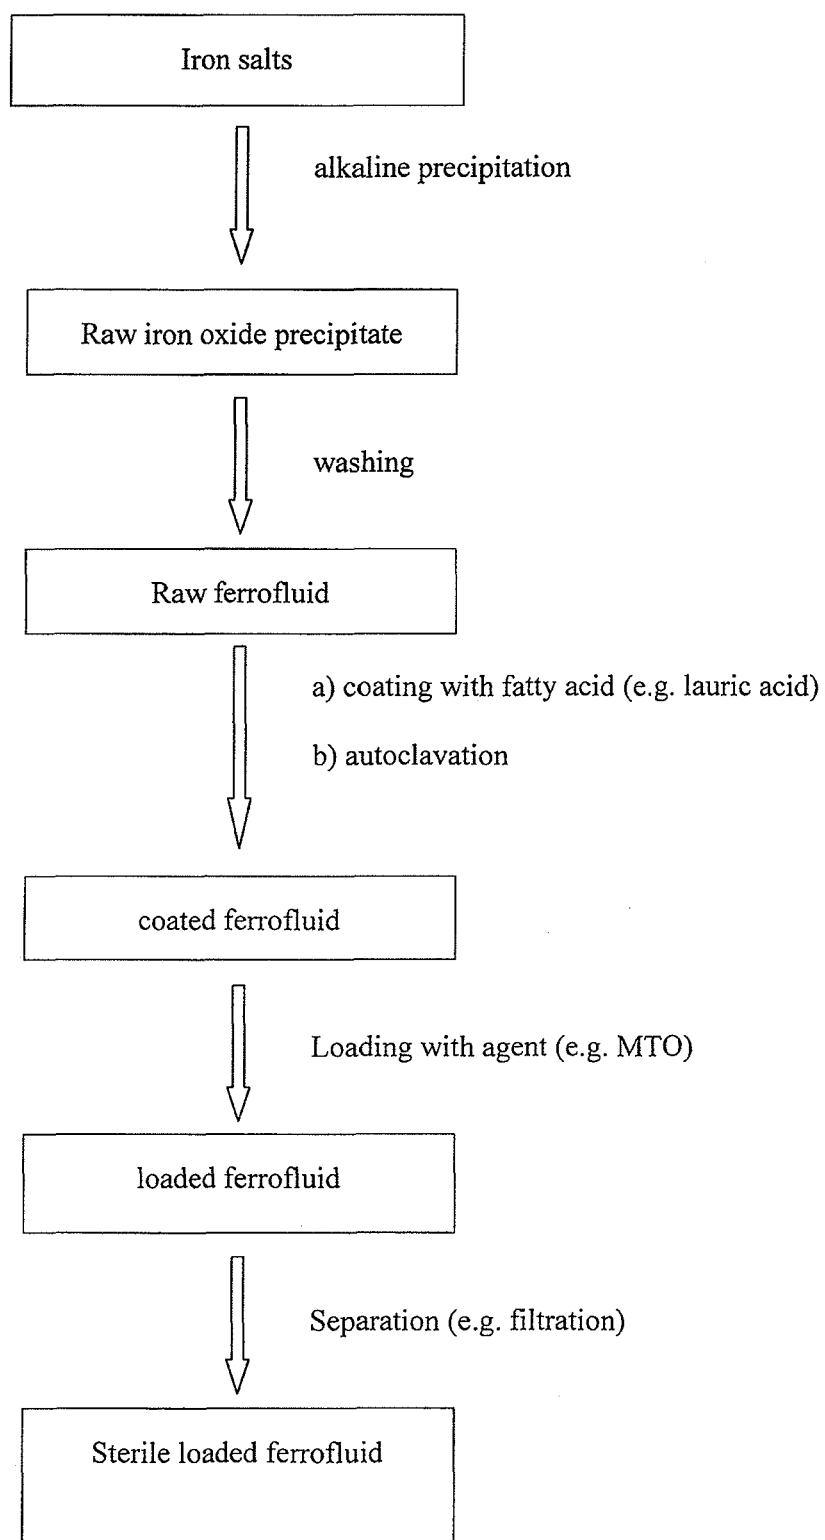 Iron salts
alkaline precipitation
Raw iron oxide precipitate
washing
Raw ferrofluid
a) coating with fatty acid (e.g. lauric acid)
b) autoclavation
coated ferrofluid
Loading with agent (e.g. MTO)
loaded ferrofluid
Separation (e.g. filtration)
Sterile loaded ferrofluid